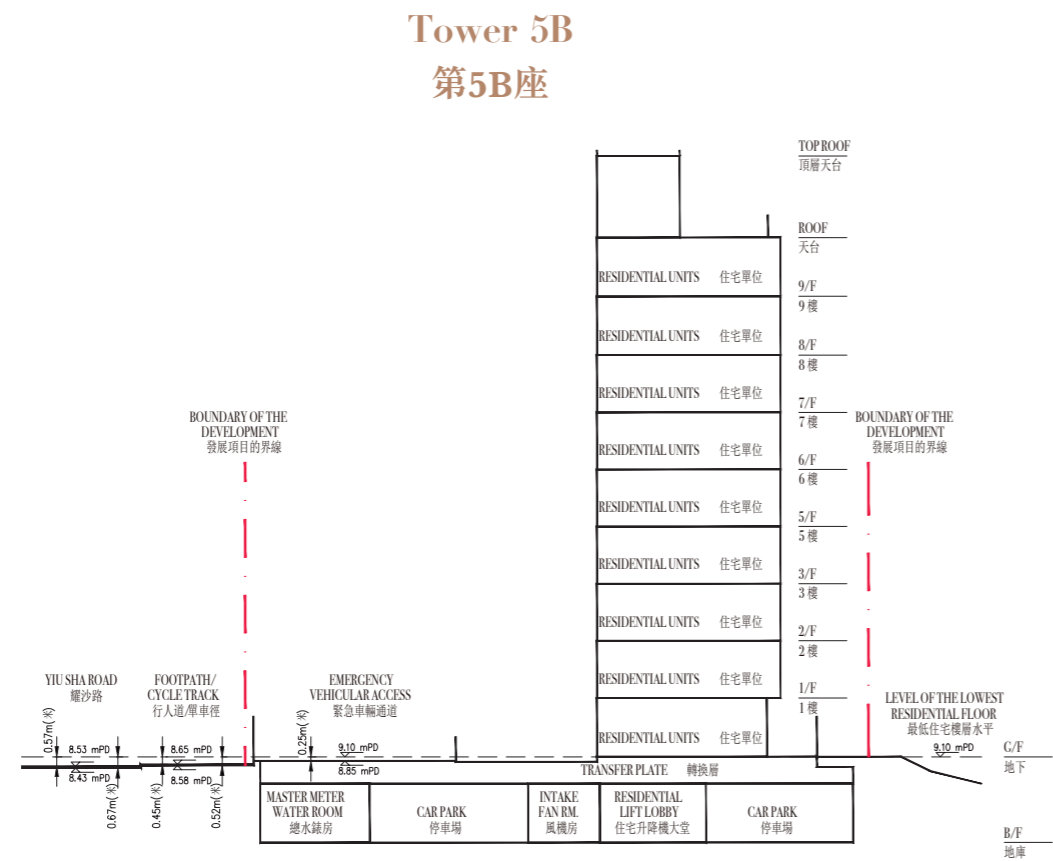 Tower 5B
第5B座
TOP ROOF
頂層天台
ROOF
天台
RESIDENTIAL UNITS 住宅單位
9/F
9 樓
RESIDENTIAL UNITS 住宅單位
8/F
8 樓
RESIDENTIAL UNITS 住宅單位
7/F
7 樓
BOUNDARY OF THE
DEVELOPMENT
發展項目的界線
BOUNDARY OF THE
DEVELOPMENT
發展項目的界線
RESIDENTIAL UNITS 住宅單位
6/F
6 樓
RESIDENTIAL UNITS 住宅單位
5/F
5 樓
RESIDENTIAL UNITS 住宅單位
3/F
3 樓
RESIDENTIAL UNITS 住宅單位
2/F
2 樓
RESIDENTIAL UNITS 住宅單位
1/F
1 樓
YIU SHA ROAD
耀沙路
FOOTPATH/
CYCLE TRACK
行人道/單車徑
EMERGENCY
VEHICULAR ACCESS
緊急車輛通道
LEVEL OF THE LOWEST
RESIDENTIAL FLOOR
最低住宅樓層水平
RESIDENTIAL UNITS 住宅單位
0.57m(米)
8.53 mPD
8.43 mPD
0.67m(米)
0.45m(米)
8.65 mPD
8.58 mPD
0.52m(米)
0.25m(米)
9.10 mPD
8.85 mPD
9.10 mPD
G/F
地下
TRANSFER PLATE 轉換層
MASTER METER
WATER ROOM
總水錶房
CAR PARK
停車場
INTAKE
FAN RM.
風機房
RESIDENTIAL
LIFT LOBBY
住宅升降機大堂
CAR PARK
停車場
B/F
地庫